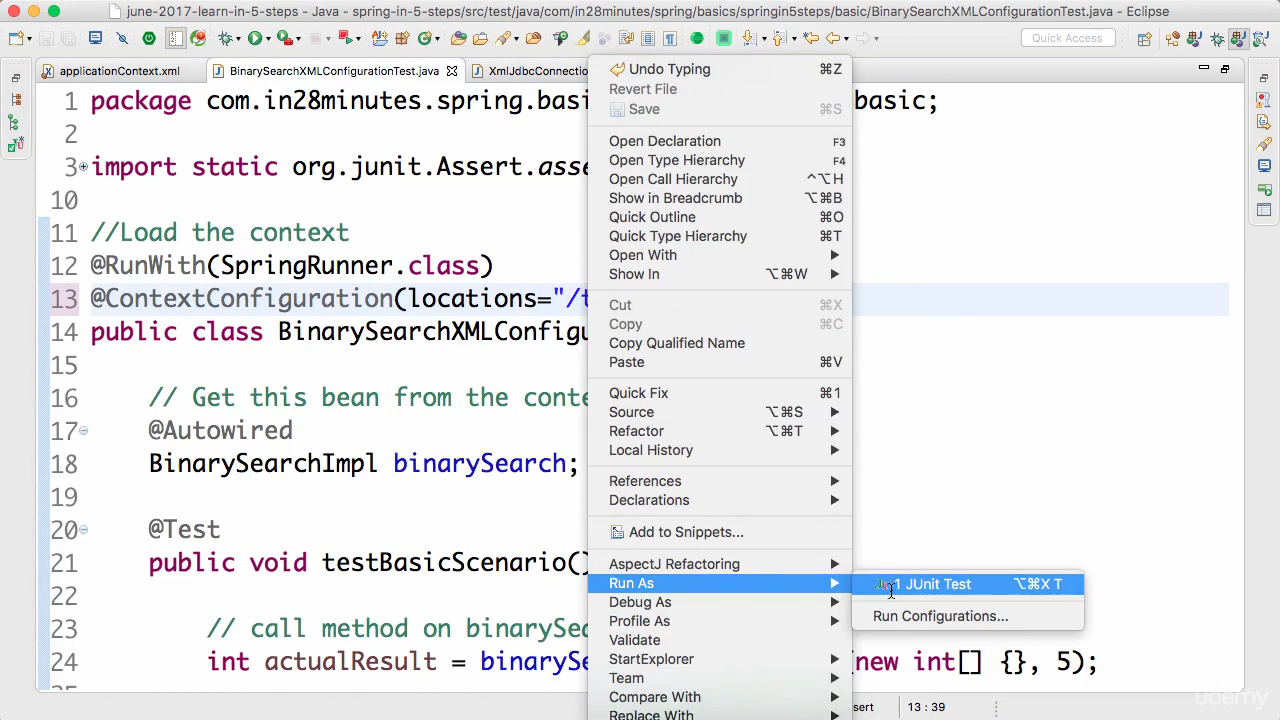 june-2017-learn-in-5-steps - Java - spring-in-5-steps/src/test/java/com/in28minutes/spring/basics/springin5steps/basic/BinarySearchXMLConfigurationTest.java - Eclipse
Quick Access
applicationContext.xml
BinarySearchXMLConfigurationTest.java
XmlJdbcConnectio
1 package com.in28minutes.spring.bas basic;
2
3 import static org.junit.Assert.asse
10
11 //Load the context
12 @RunWith(SpringRunner.class)
13 @ContextConfiguration(locations="/t
14 public class BinarySearchXMLConfigu
15
16 // Get this bean from the conte
17 @Autowired
18 BinarySearchImpl binarySearch;
19
20 @Test
21 public void testBasicScenario()
22
23 // call method on binarySea
24 int actualResult = binarySe (new int[] {}, 5);
Undo Typing ⌘Z
Revert File
Save ⌘S
Open Declaration F3
Open Type Hierarchy F4
Open Call Hierarchy ^⌥H
Show in Breadcrumb ⌥⌘B
Quick Outline ⌘O
Quick Type Hierarchy ⌘T
Open With
Show In ⌥⌘W
Cut ⌘X
Copy ⌘C
Copy Qualified Name
Paste ⌘V
Quick Fix ⌘1
Source ⌥⌘S
Refactor ⌥⌘T
Local History
References
Declarations
Add to Snippets...
AspectJ Refactoring
Run As
Debug As
Profile As
Validate
StartExplorer
Team
Compare With
Replace With
1 JUnit Test ⌥⌘X T
Run Configurations...
sert
13 : 39
udemy